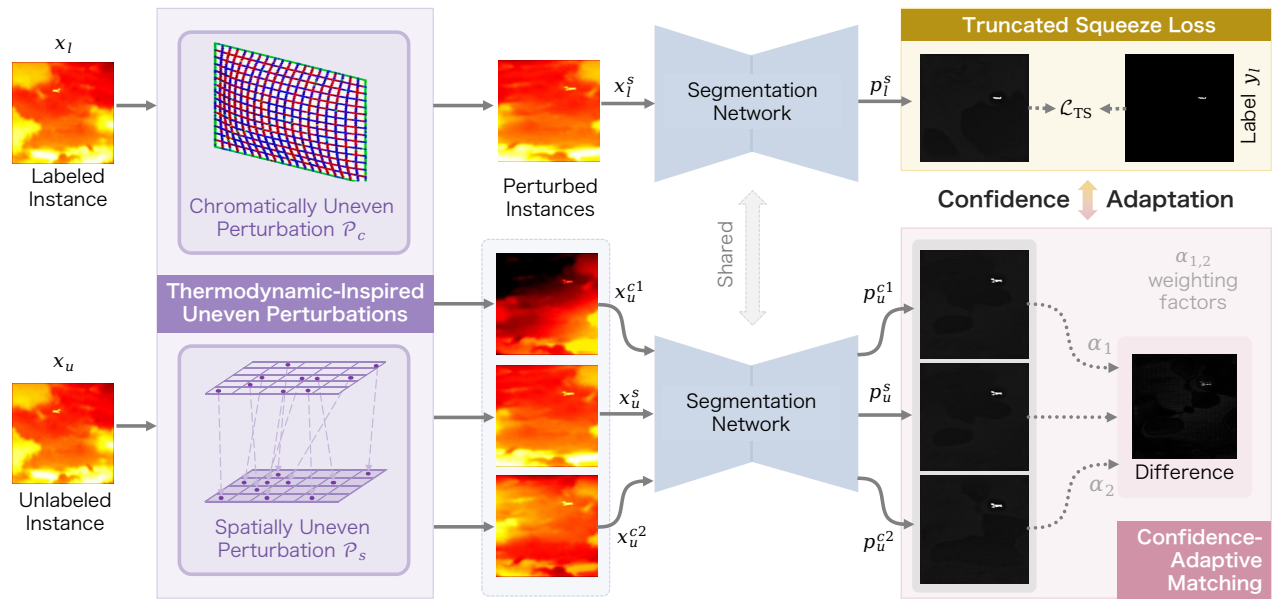 x_l
Labeled
Instance
Chromatically Uneven
Perturbation 𝒫_c
Thermodynamic-Inspired
Uneven Perturbations
x_u
Unlabeled
Instance
Spatially Uneven
Perturbation 𝒫_s
Perturbed
Instances
x_l^s
Segmentation
Network
p_l^s
Truncated Squeeze Loss
ℒ_TS
Label y_l
Confidence Adaptation
Shared
x_u^{c1}
x_u^s
x_u^{c2}
Segmentation
Network
p_u^{c1}
p_u^s
p_u^{c2}
α_{1,2}
weighting
factors
α_1
α_2
Difference
Confidence-
Adaptive
Matching